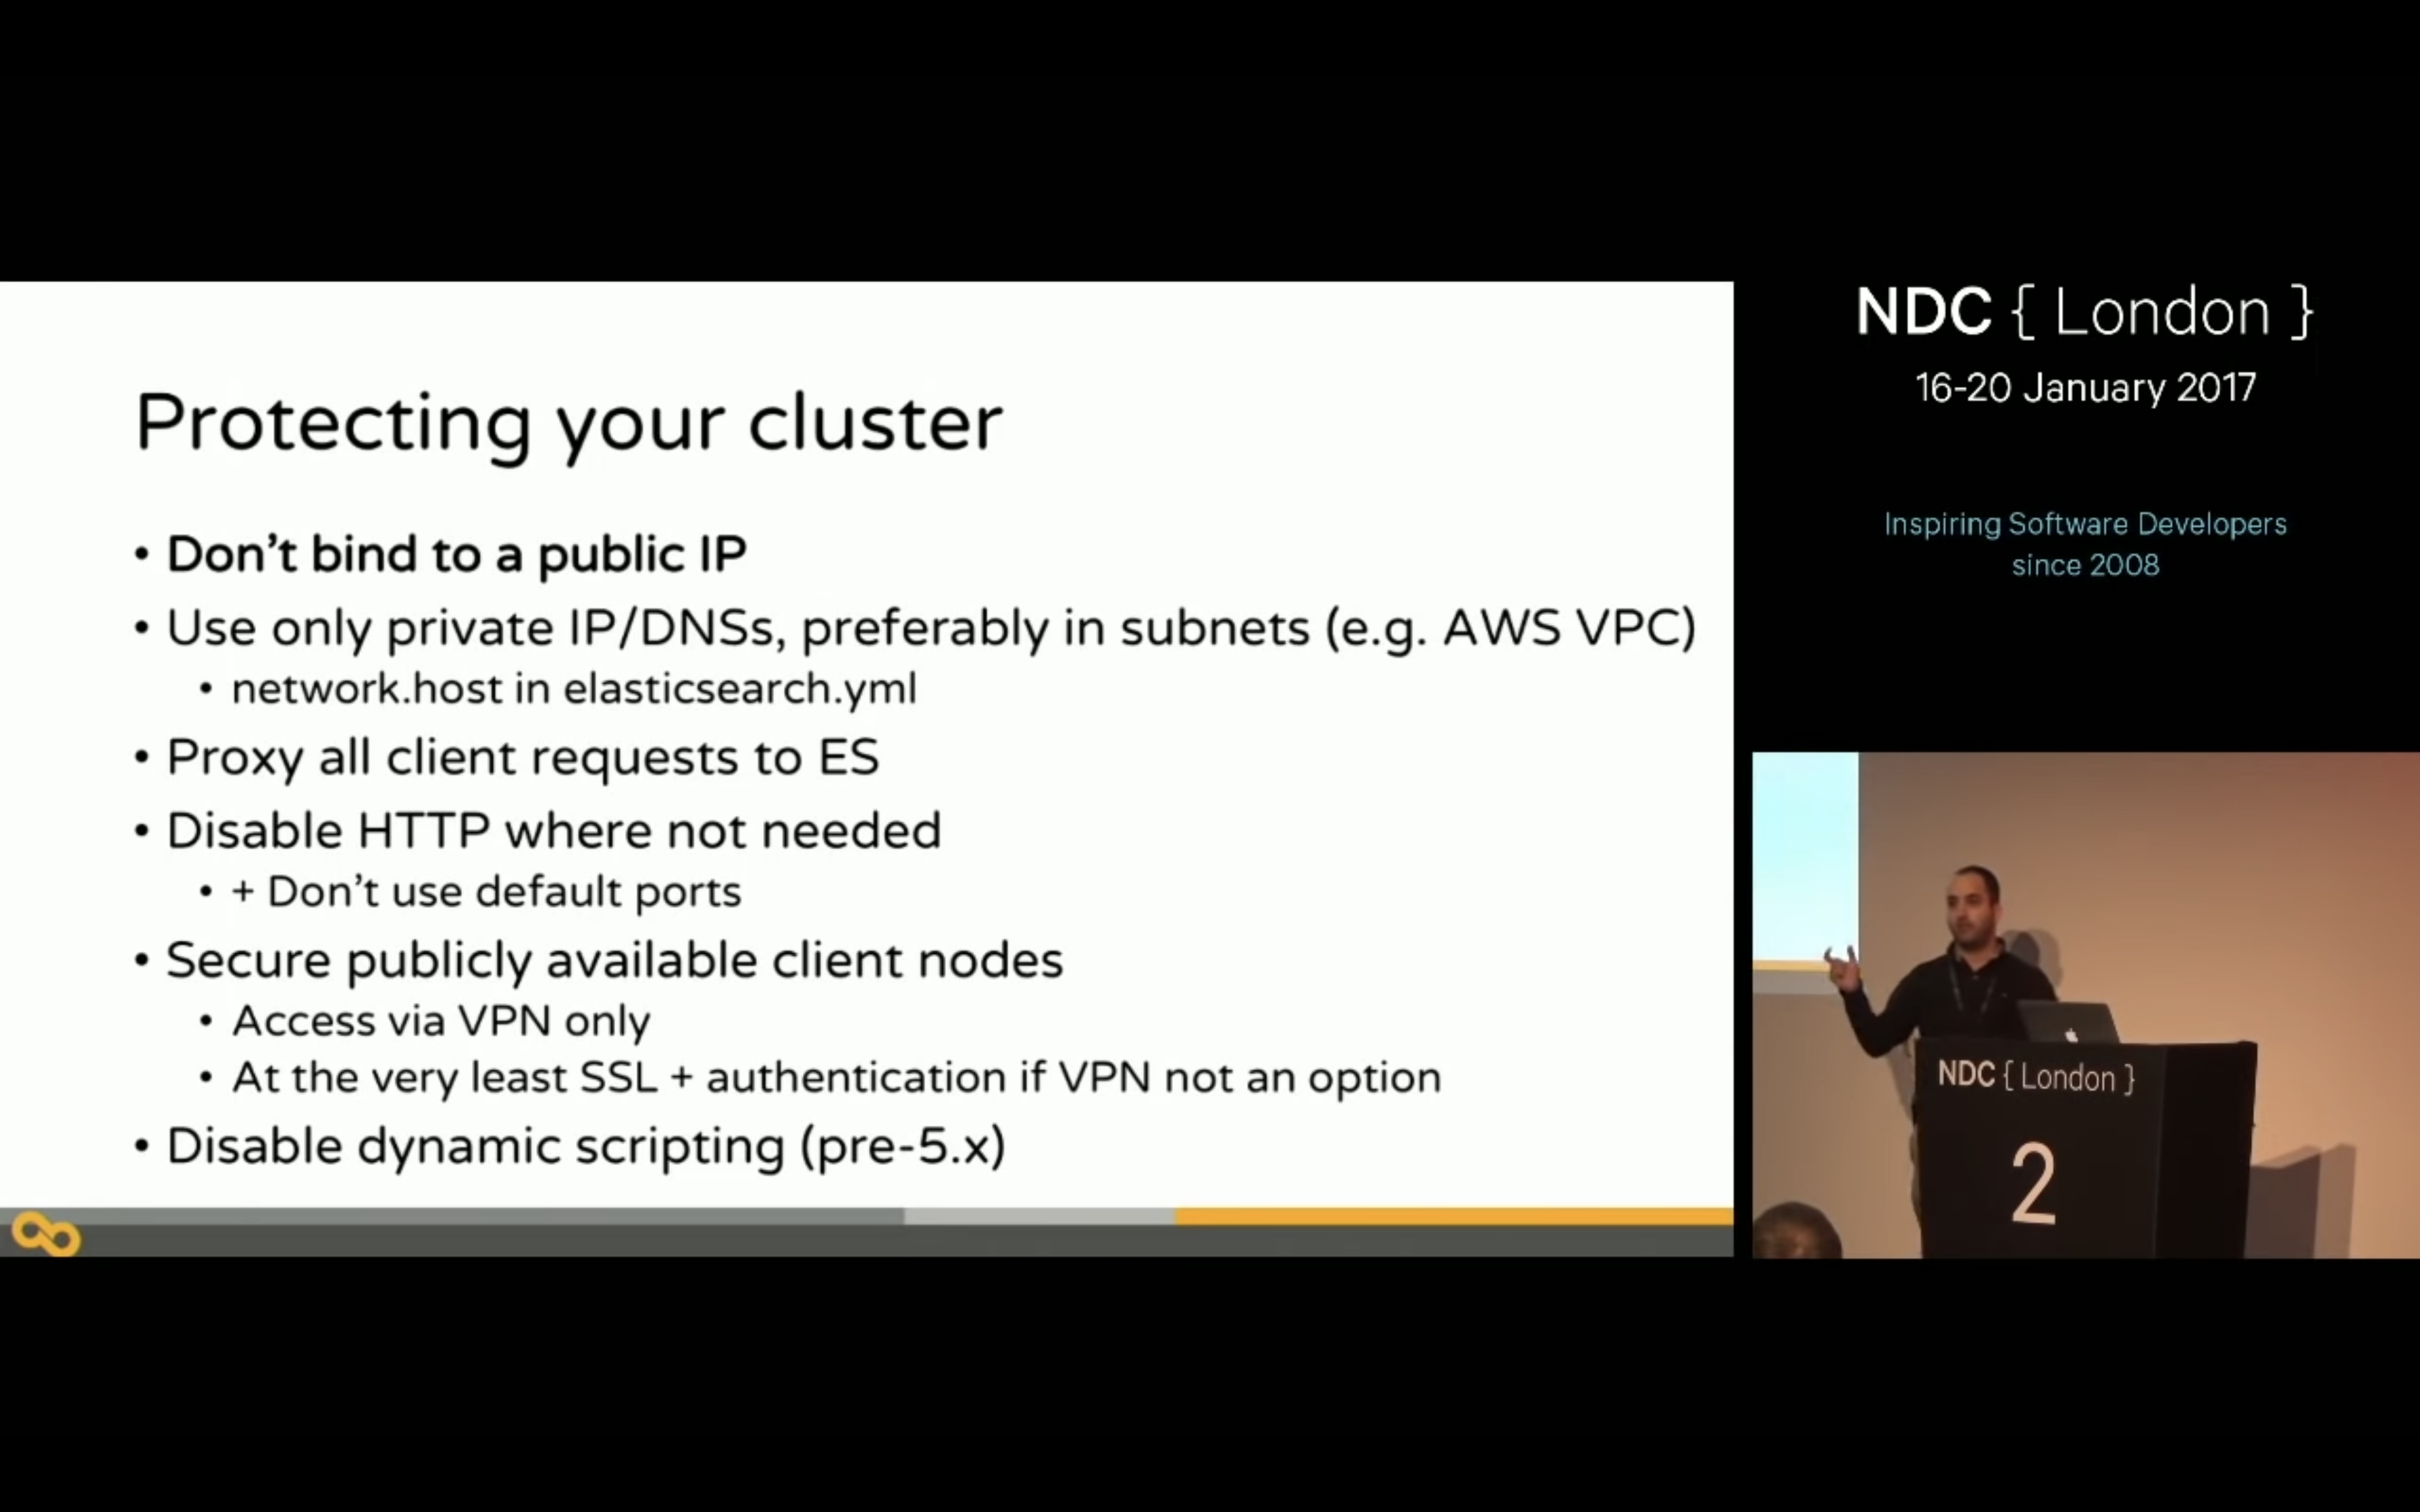 Protecting your cluster
• Don't bind to a public IP
• Use only private IP/DNSs, preferably in subnets (e.g. AWS VPC)
• network.host in elasticsearch.yml
• Proxy all client requests to ES
• Disable HTTP where not needed
• + Don't use default ports
• Secure publicly available client nodes
• Access via VPN only
• At the very least SSL + authentication if VPN not an option
• Disable dynamic scripting (pre-5.x)
NDC { London }
16-20 January 2017
Inspiring Software Developers
since 2008
NDC { London }
2